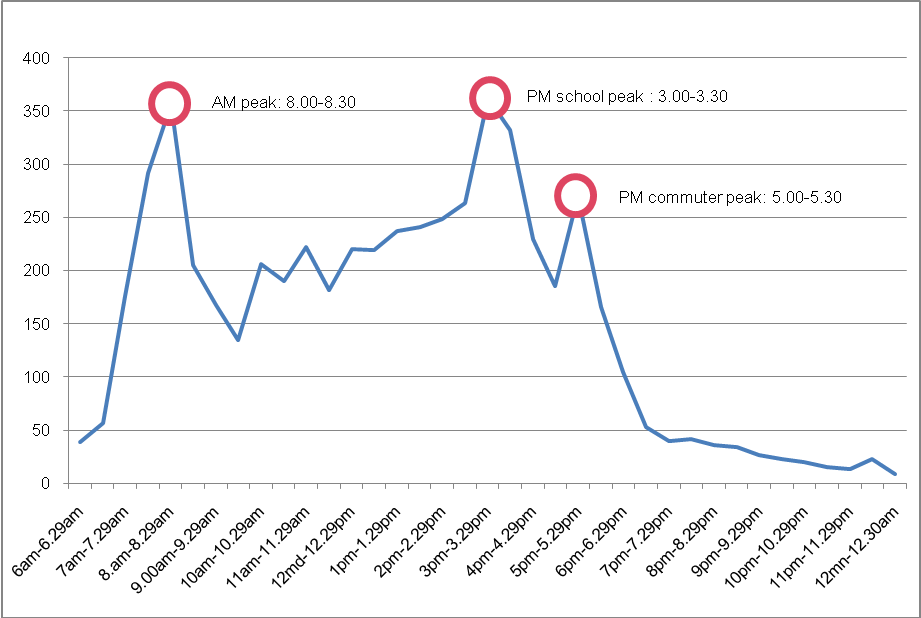 400
350
300
250
200
150
100
50
0
AM peak: 8.00-8.30
PM school peak : 3.00-3.30
PM commuter peak: 5.00-5.30
6am-6.29am
7am-7.29am
8.am-8.29am
9.00am-9.29am
10am-10.29am
11am-11.29am
12md-12.29pm
1pm-1.29pm
2pm-2.29pm
3pm-3.29pm
4pm-4.29pm
5pm-5.29pm
6pm-6.29pm
7pm-7.29pm
8pm-8.29pm
9pm-9.29pm
10pm-10.29pm
11pm-11.29pm
12mn-12.30am